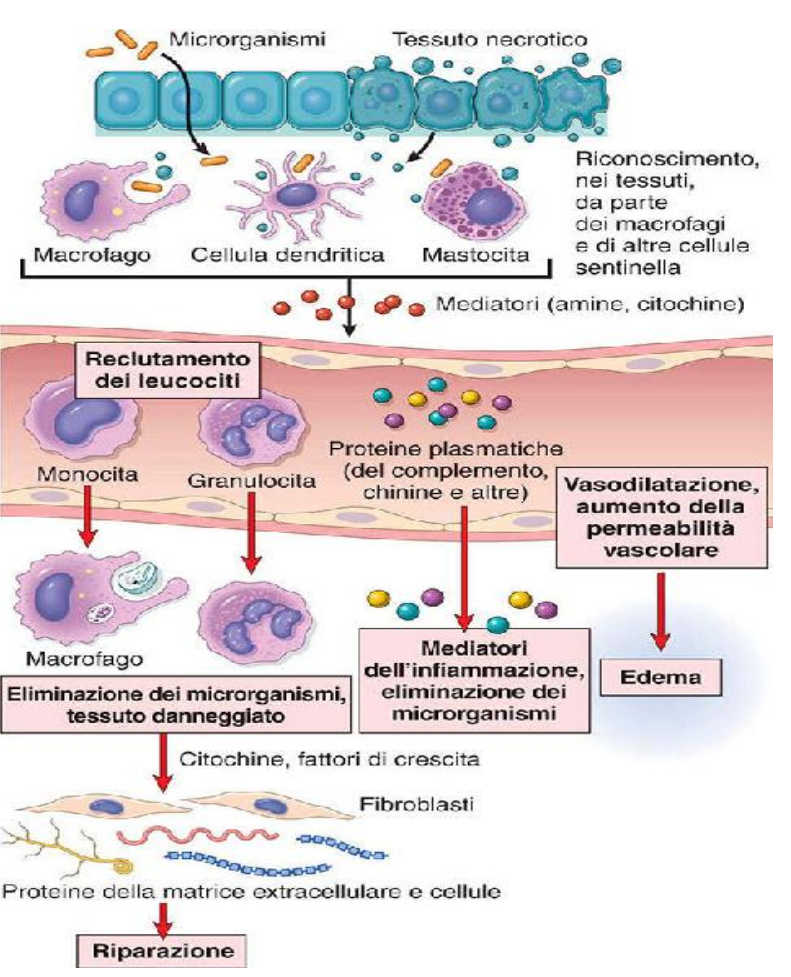 Microrganismi
Tessuto necrotico
Riconoscimento,
nei tessuti,
da parte
dei macrofagi
e di altre cellule
sentinella
Macrofago
Cellula dendritica
Mastocita
Mediatori (amine, citochine)
Reclutamento
dei leucociti
Monocita
Granulocita
Proteine plasmatiche
(del complemento,
chinine e altre)
Vasodilatazione,
aumento della
permeabilità
vascolare
Macrofago
Eliminazione dei microrganismi,
tessuto danneggiato
Mediatori
dell'infiammazione,
eliminazione dei
microrganismi
Edema
Citochine, fattori di crescita
Fibroblasti
Proteine della matrice extracellulare e cellule
Riparazione